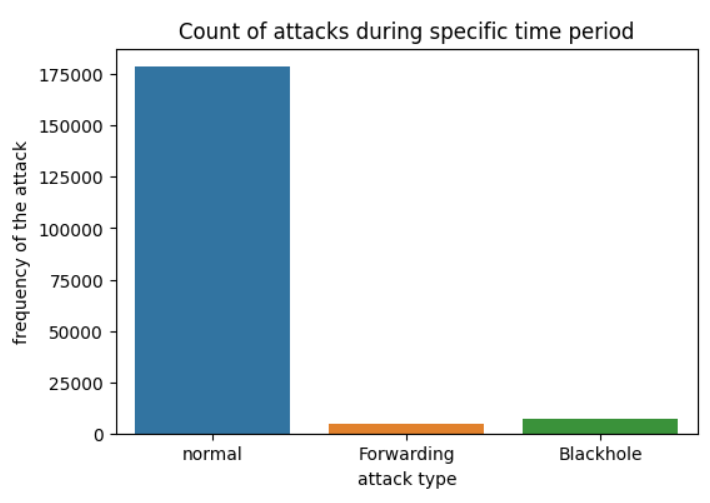 Count of attacks during specific time period
frequency of the attack
175000
150000
125000
100000
75000
50000
25000
0
normal
Forwarding
Blackhole
attack type